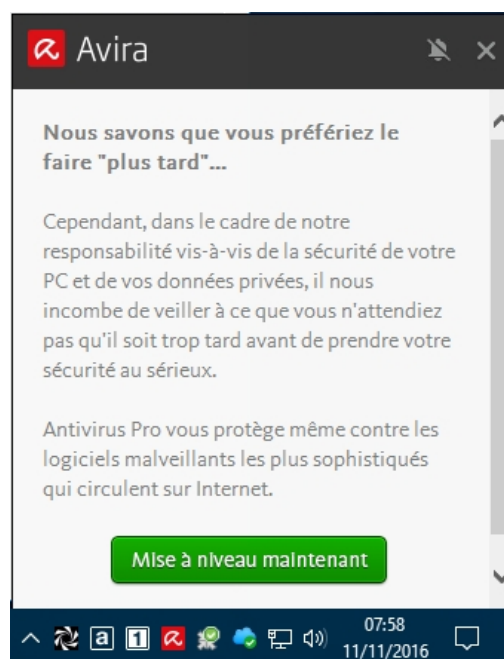 Avira
Nous savons que vous préfériez le
faire "plus tard"...
Cependant, dans le cadre de notre
responsabilité vis-à-vis de la sécurité de votre
PC et de vos données privées, il nous
incombe de veiller à ce que vous n'attendiez
pas qu'il soit trop tard avant de prendre votre
sécurité au sérieux.
Antivirus Pro vous protège même contre les
logiciels malveillants les plus sophistiqués
qui circulent sur Internet.
Mise à niveau maintenant
a 1 07:58
11/11/2016